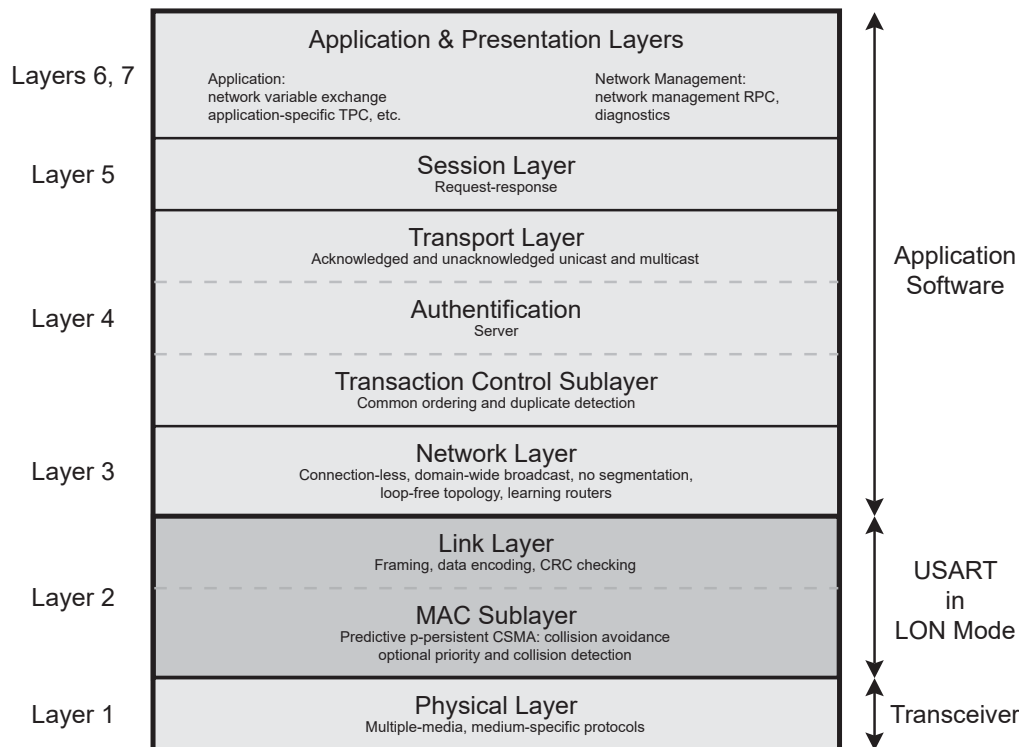 Application & Presentation Layers
Layers 6, 7
Application:
network variable exchange
application-specific TPC, etc.
Network Management:
network management RPC,
diagnostics
Layer 5
Session Layer
Request-response
Transport Layer
Acknowledged and unacknowledged unicast and multicast
Layer 4
Authentification
Server
Transaction Control Sublayer
Common ordering and duplicate detection
Application
Software
Layer 3
Network Layer
Connection-less, domain-wide broadcast, no segmentation,
loop-free topology, learning routers
Layer 2
Link Layer
Framing, data encoding, CRC checking
MAC Sublayer
Predictive p-persistent CSMA: collision avoidance
optional priority and collision detection
USART
in
LON Mode
Layer 1
Physical Layer
Multiple-media, medium-specific protocols
Transceiver